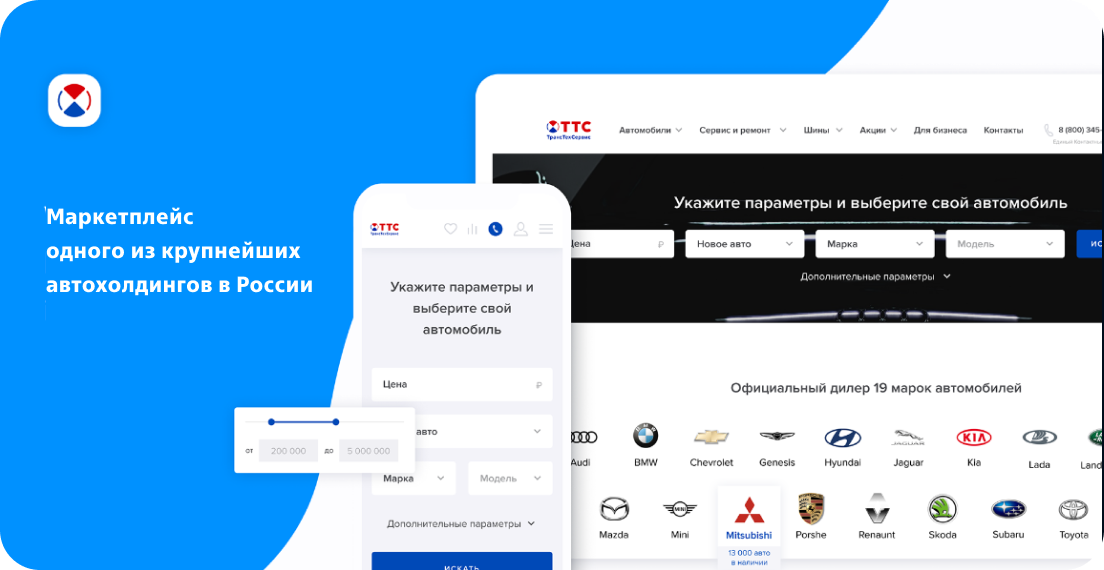 Маркетплейс
одного из крупнейших
автохолдингов в России
ТТС
ТрансТехСервис
Автомобили
Сервис и ремонт
Шины
Акции
Для бизнеса
Контакты
8 (800) 345-
Укажите параметры и выберите свой автомобиль
Цена ₽
Новое авто
Марка
Модель
ИС
Дополнительные параметры
Официальный дилер 19 марок автомобилей
Audi
BMW
Chevrolet
Genesis
Hyundai
JAGUAR
Jaguar
KIA
Kia
Lada
Land
Mazda
MINI
Mini
Mitsubishi
13 000 авто
в наличии
Porshe
Renaunt
Skoda
Subaru
Toyota
ТТС
ТрансТехСервис
Укажите параметры и
выберите свой
автомобиль
Цена ₽
авто
от 200 000 до 5 000 000
Марка
Модель
Дополнительные параметры
ИСКАТЬ